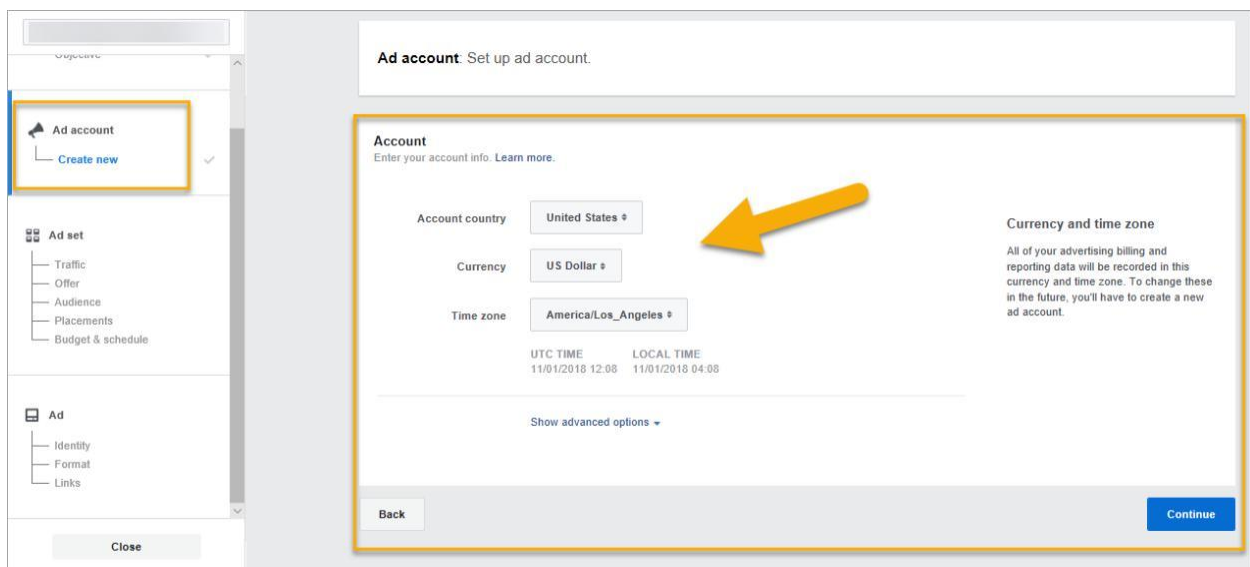 Objective
Ad account
Create new
Ad set
Traffic
Offer
Audience
Placements
Budget & schedule
Ad
Identity
Format
Links
Close
Ad account: Set up ad account.
Account
Enter your account info. Learn more.
Account country United States
Currency US Dollar
Time zone America/Los_Angeles
UTC TIME LOCAL TIME
11/01/2018 12:08 11/01/2018 04:08
Show advanced options
Currency and time zone
All of your advertising billing and
reporting data will be recorded in this
currency and time zone. To change these
in the future, you'll have to create a new
ad account.
Back
Continue